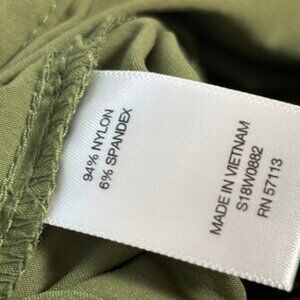 94% NYLON
6% SPANDEX
MADE IN VIETNAM
S18W0882
RN 57113